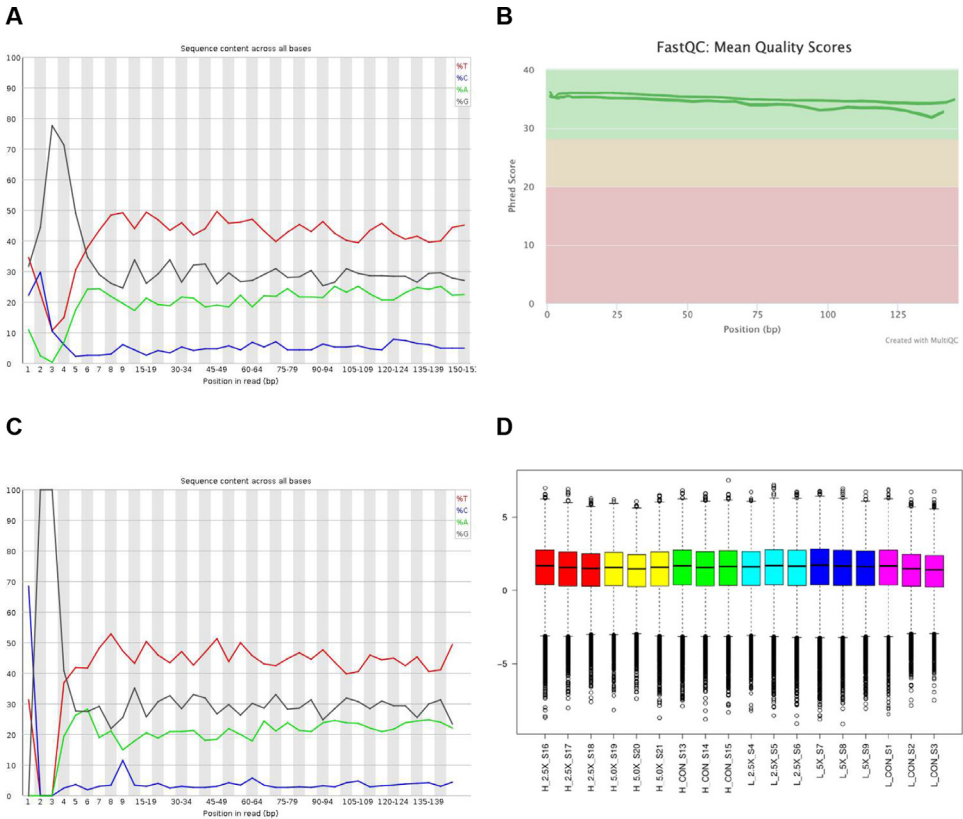 A
Sequence content across all bases
100
90
80
70
60
50
40
30
20
10
0
%T
%C
%A
%G
1 2 3 4 5 6 7 8 9 15-19 30-34 45-49 60-64 75-79 90-94 105-109 120-124 135-139 150-151
Position in read (bp)
B
FastQC: Mean Quality Scores
Phred Score
40
30
20
10
0
0 25 50 75 100 125
Position (bp)
Created with MultiQC
C
Sequence content across all bases
100
90
80
70
60
50
40
30
20
10
0
%T
%C
%A
%G
1 2 3 4 5 6 7 8 9 15-19 30-34 45-49 60-64 75-79 90-94 105-109 120-124 135-139
Position in read (bp)
D
5
0
-5
H_2.5X_S16
H_2.5X_S17
H_2.5X_S18
H_5.0X_S19
H_5.0X_S20
H_5.0X_S21
H_CON_S13
H_CON_S14
H_CON_S15
L_2.5X_S4
L_2.5X_S5
L_2.5X_S6
L_5X_S7
L_5X_S8
L_5X_S9
L_CON_S1
L_CON_S2
L_CON_S3